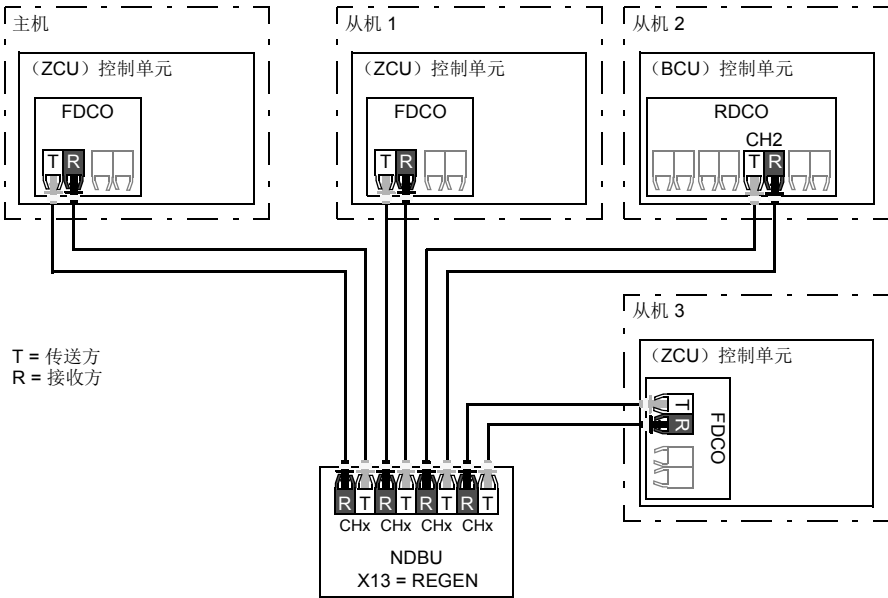 主机
从机 1
从机 2
（ZCU）控制单元
（ZCU）控制单元
（BCU）控制单元
FDCO
FDCO
RDCO
CH2
T R
T R
T R
从机 3
（ZCU）控制单元
T = 传送方
R = 接收方
T
R
FDCO
R T R T R T R T
CHx CHx CHx CHx
NDBU
X13 = REGEN